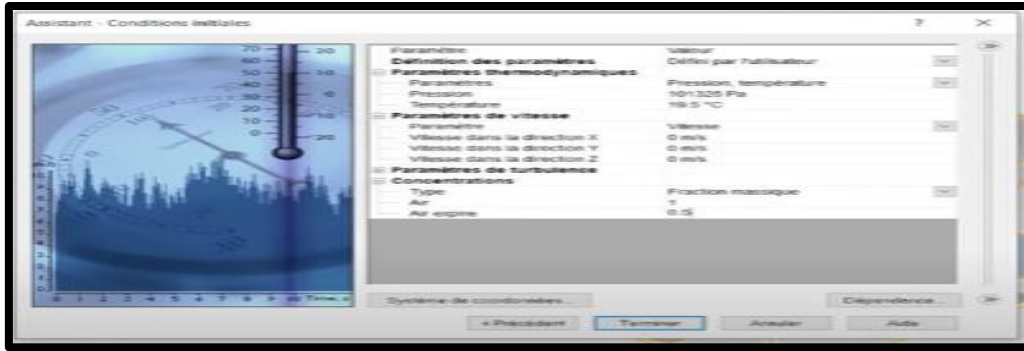 Assistant - Conditions initiales
Paramètre Valeur
Définition des paramètres Défini par l'utilisateur
Paramètres thermodynamiques
Paramètres Pression, température
Pression 101325 Pa
Température 19.5 °C
Paramètres de vitesse
Paramètre Vitesse
Vitesse dans la direction X 0 m/s
Vitesse dans la direction Y 0 m/s
Vitesse dans la direction Z 0 m/s
Paramètres de turbulence
Concentrations
Type Fraction massique
Air 1
Air expire 0.5
Système de coordonnées... Dépendance...
< Précédent Terminer Annuler Aide